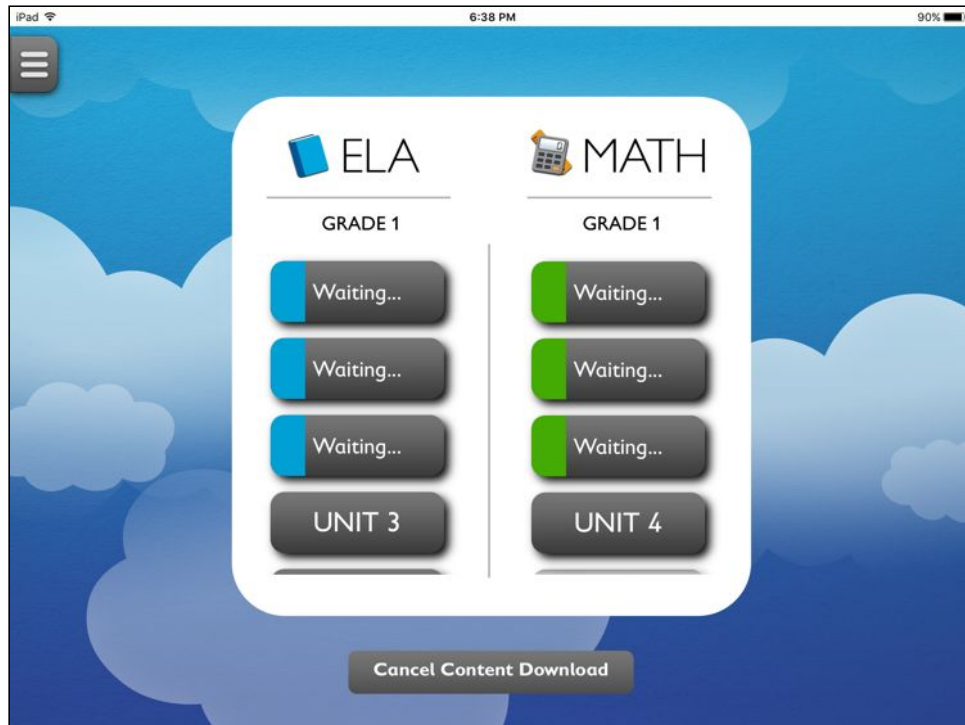 iPad 6:38 PM 90%
ELA
GRADE 1
Waiting...
Waiting...
Waiting...
UNIT 3
MATH
GRADE 1
Waiting...
Waiting...
Waiting...
UNIT 4
Cancel Content Download